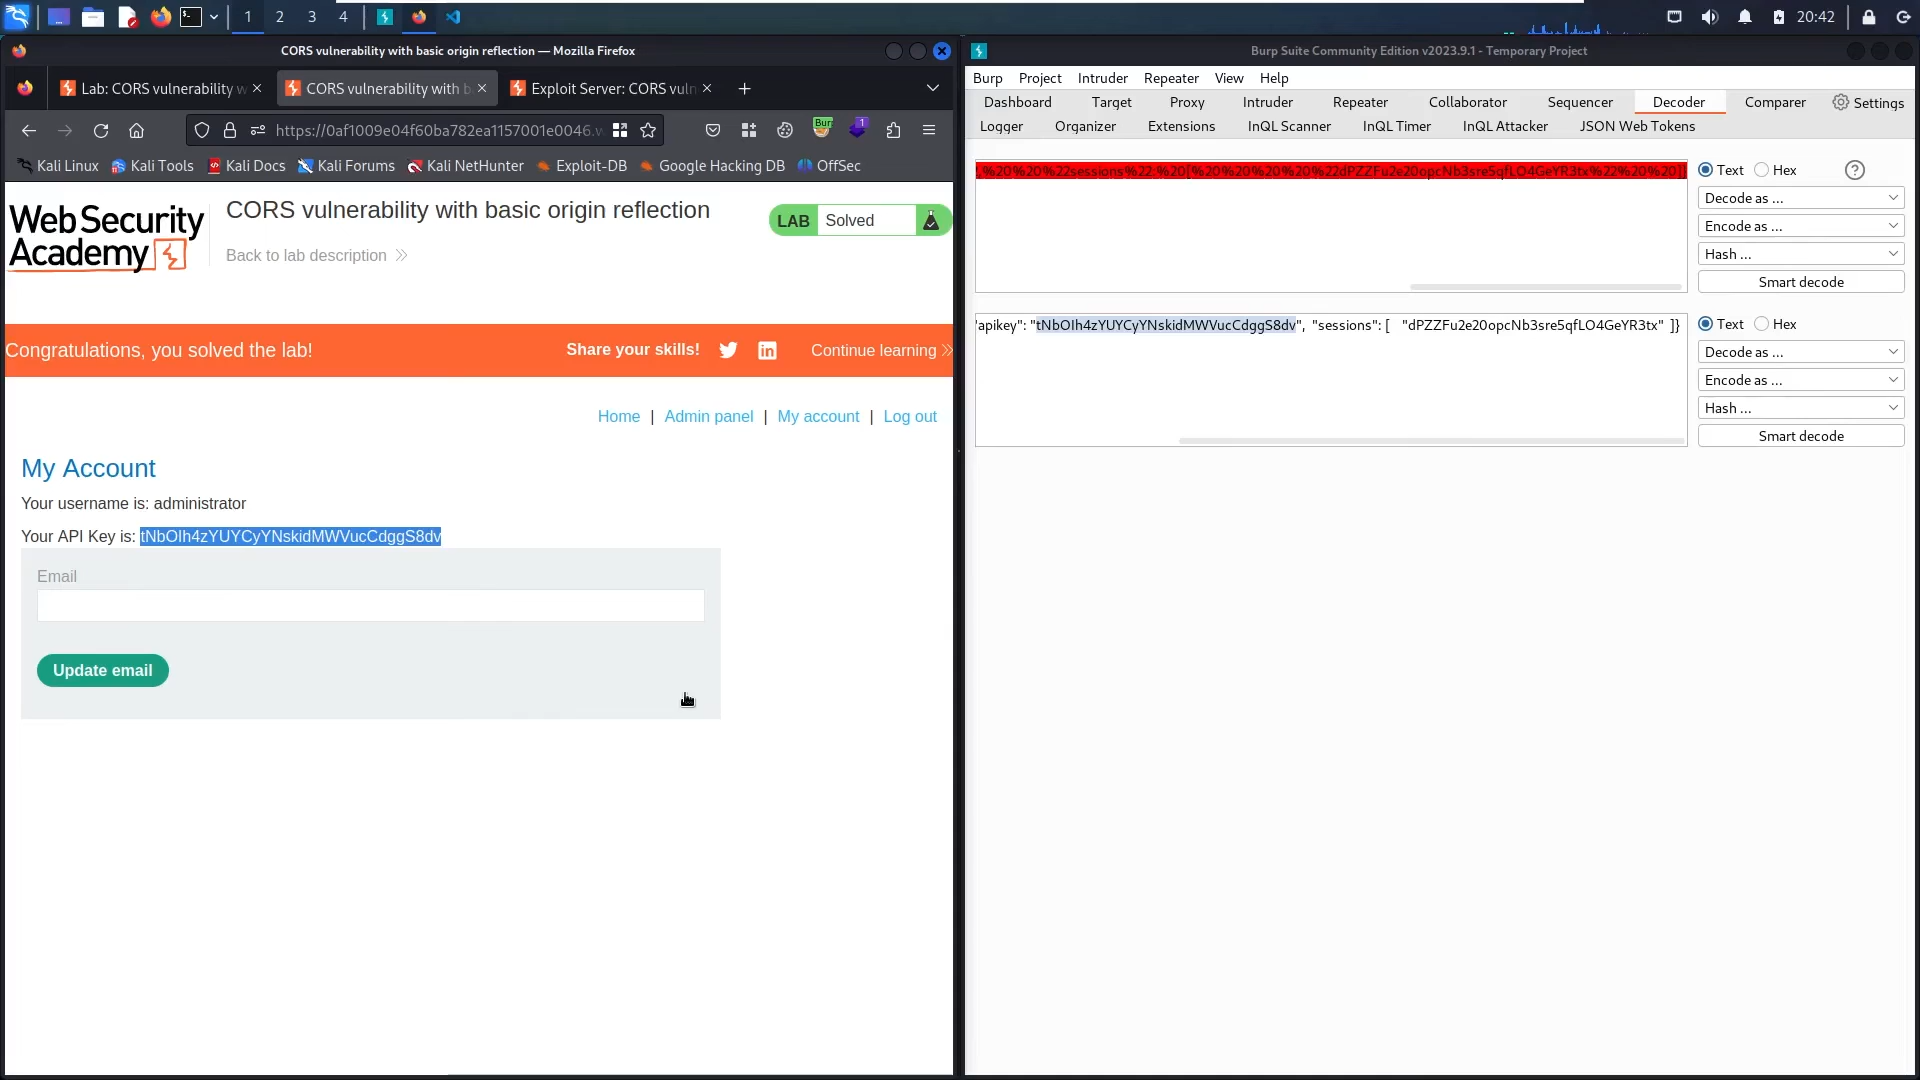 1 2 3 4
20:42
CORS vulnerability with basic origin reflection — Mozilla Firefox
Lab: CORS vulnerability w
CORS vulnerability with b
Exploit Server: CORS vuln
https://0af1009e04f60ba782ea1157001e0046.w
Burp
1
Kali Linux Kali Tools Kali Docs Kali Forums Kali NetHunter Exploit-DB Google Hacking DB OffSec
Web Security
Academy
CORS vulnerability with basic origin reflection
Back to lab description
LAB Solved
Congratulations, you solved the lab!
Share your skills!
Continue learning
Home | Admin panel | My account | Log out
My Account
Your username is: administrator
Your API Key is: tNbOIh4zYUYCyYNskidMWVucCdggS8dv
Email
Update email
Burp Suite Community Edition v2023.9.1 - Temporary Project
Burp Project Intruder Repeater View Help
Dashboard Target Proxy Intruder Repeater Collaborator Sequencer Decoder Comparer Settings
Logger Organizer Extensions InQL Scanner InQL Timer InQL Attacker JSON Web Tokens
,%20%20%22sessions%22:%20[%20%20%20%20%22dPZZFu2e20opcNb3sre5qfLO4GeYR3tx%22%20%20]}
Text Hex
Decode as ...
Encode as ...
Hash ...
Smart decode
"apikey": "tNbOIh4zYUYCyYNskidMWVucCdggS8dv", "sessions": [ "dPZZFu2e20opcNb3sre5qfLO4GeYR3tx" ]}
Text Hex
Decode as ...
Encode as ...
Hash ...
Smart decode